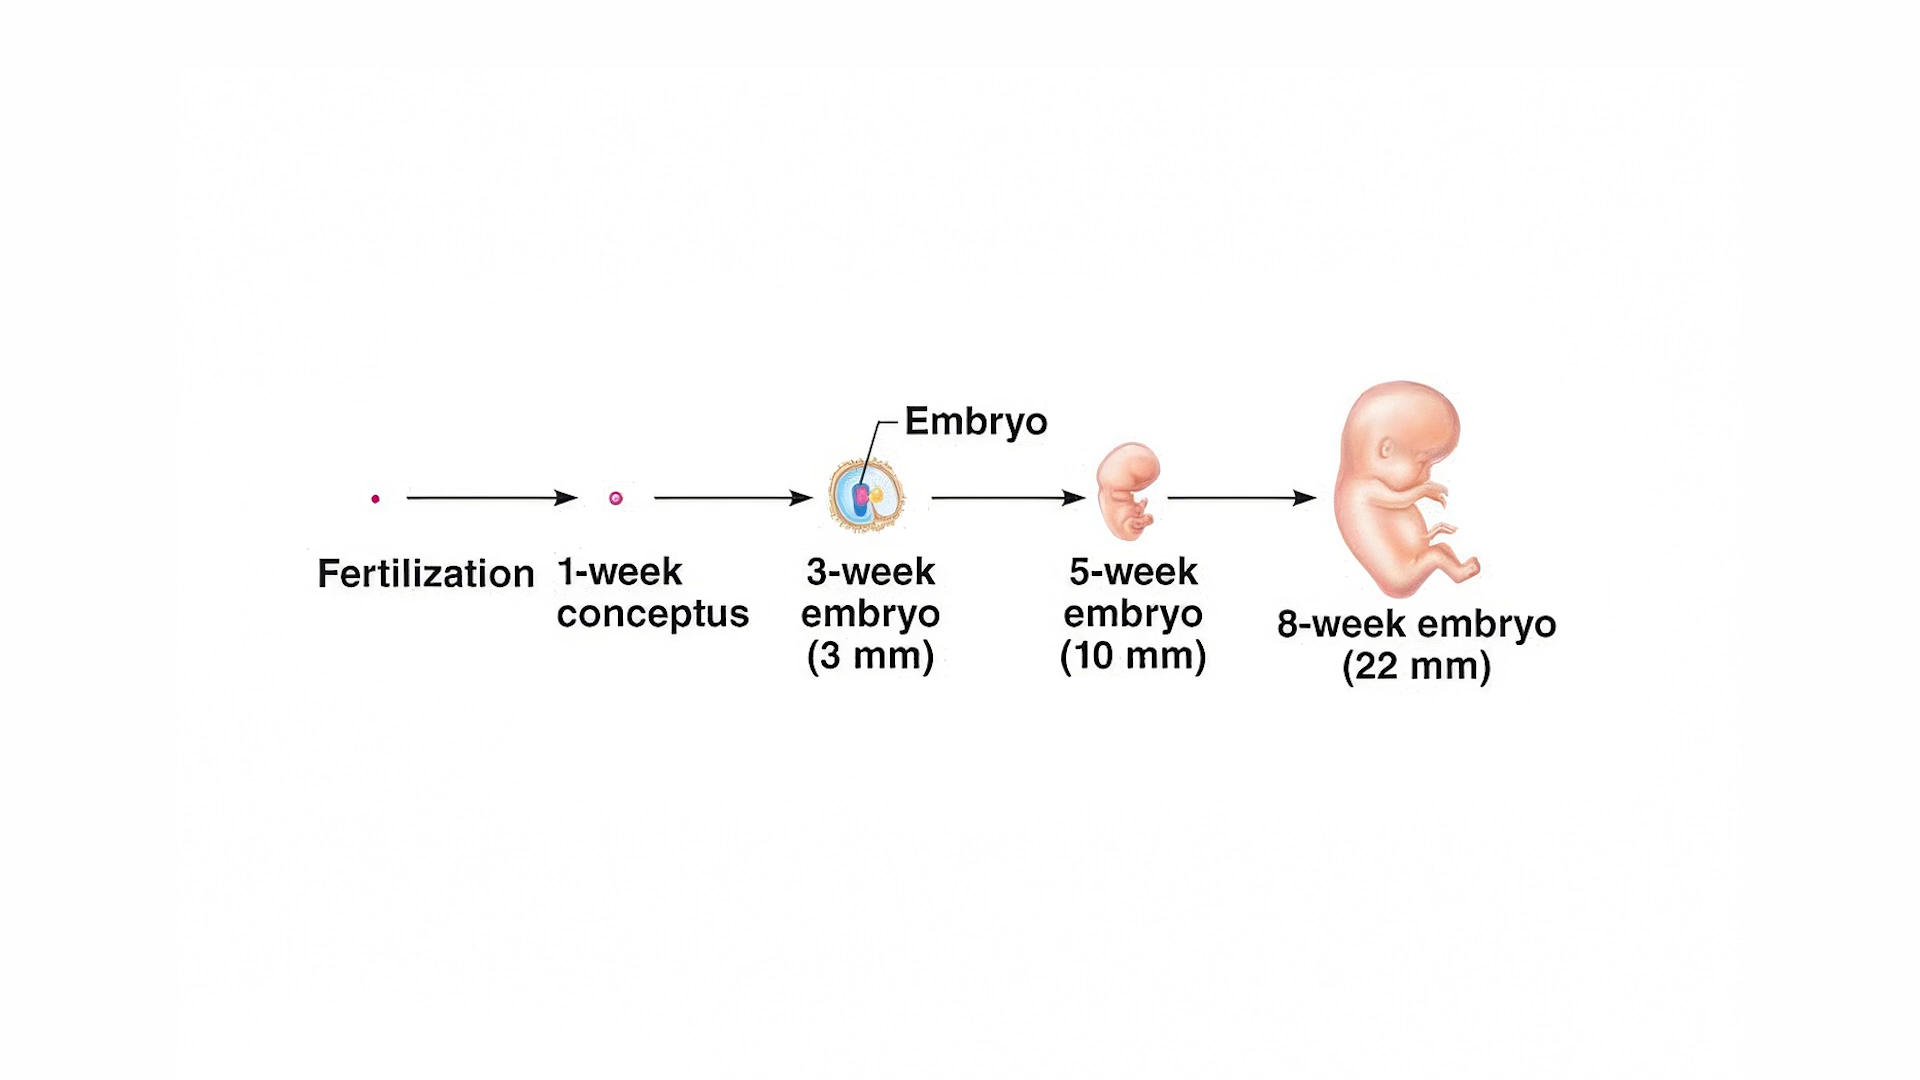 Embryo
Fertilization
1-week
conceptus
3-week
embryo
(3 mm)
5-week
embryo
(10 mm)
8-week embryo
(22 mm)